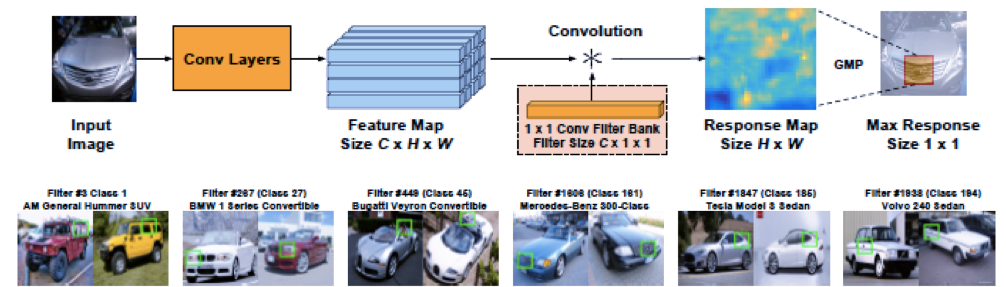 Convolution
Conv Layers
GMP
1 x 1 Conv Filter Bank
Filter Size C x 1 x 1
Input
Image
Feature Map
Size C x H x W
Response Map
Size H x W
Max Response
Size 1 x 1
Filter #3 Class 1
AM General Hummer SUV
Filter #267 (Class 27)
BMW 1 Series Convertible
Filter #449 (Class 45)
Bugatti Veyron Convertible
Filter #1606 (Class 161)
Mercedes-Benz 300-Class
Filter #1847 (Class 185)
Tesla Model S Sedan
Filter #1938 (Class 194)
Volvo 240 Sedan